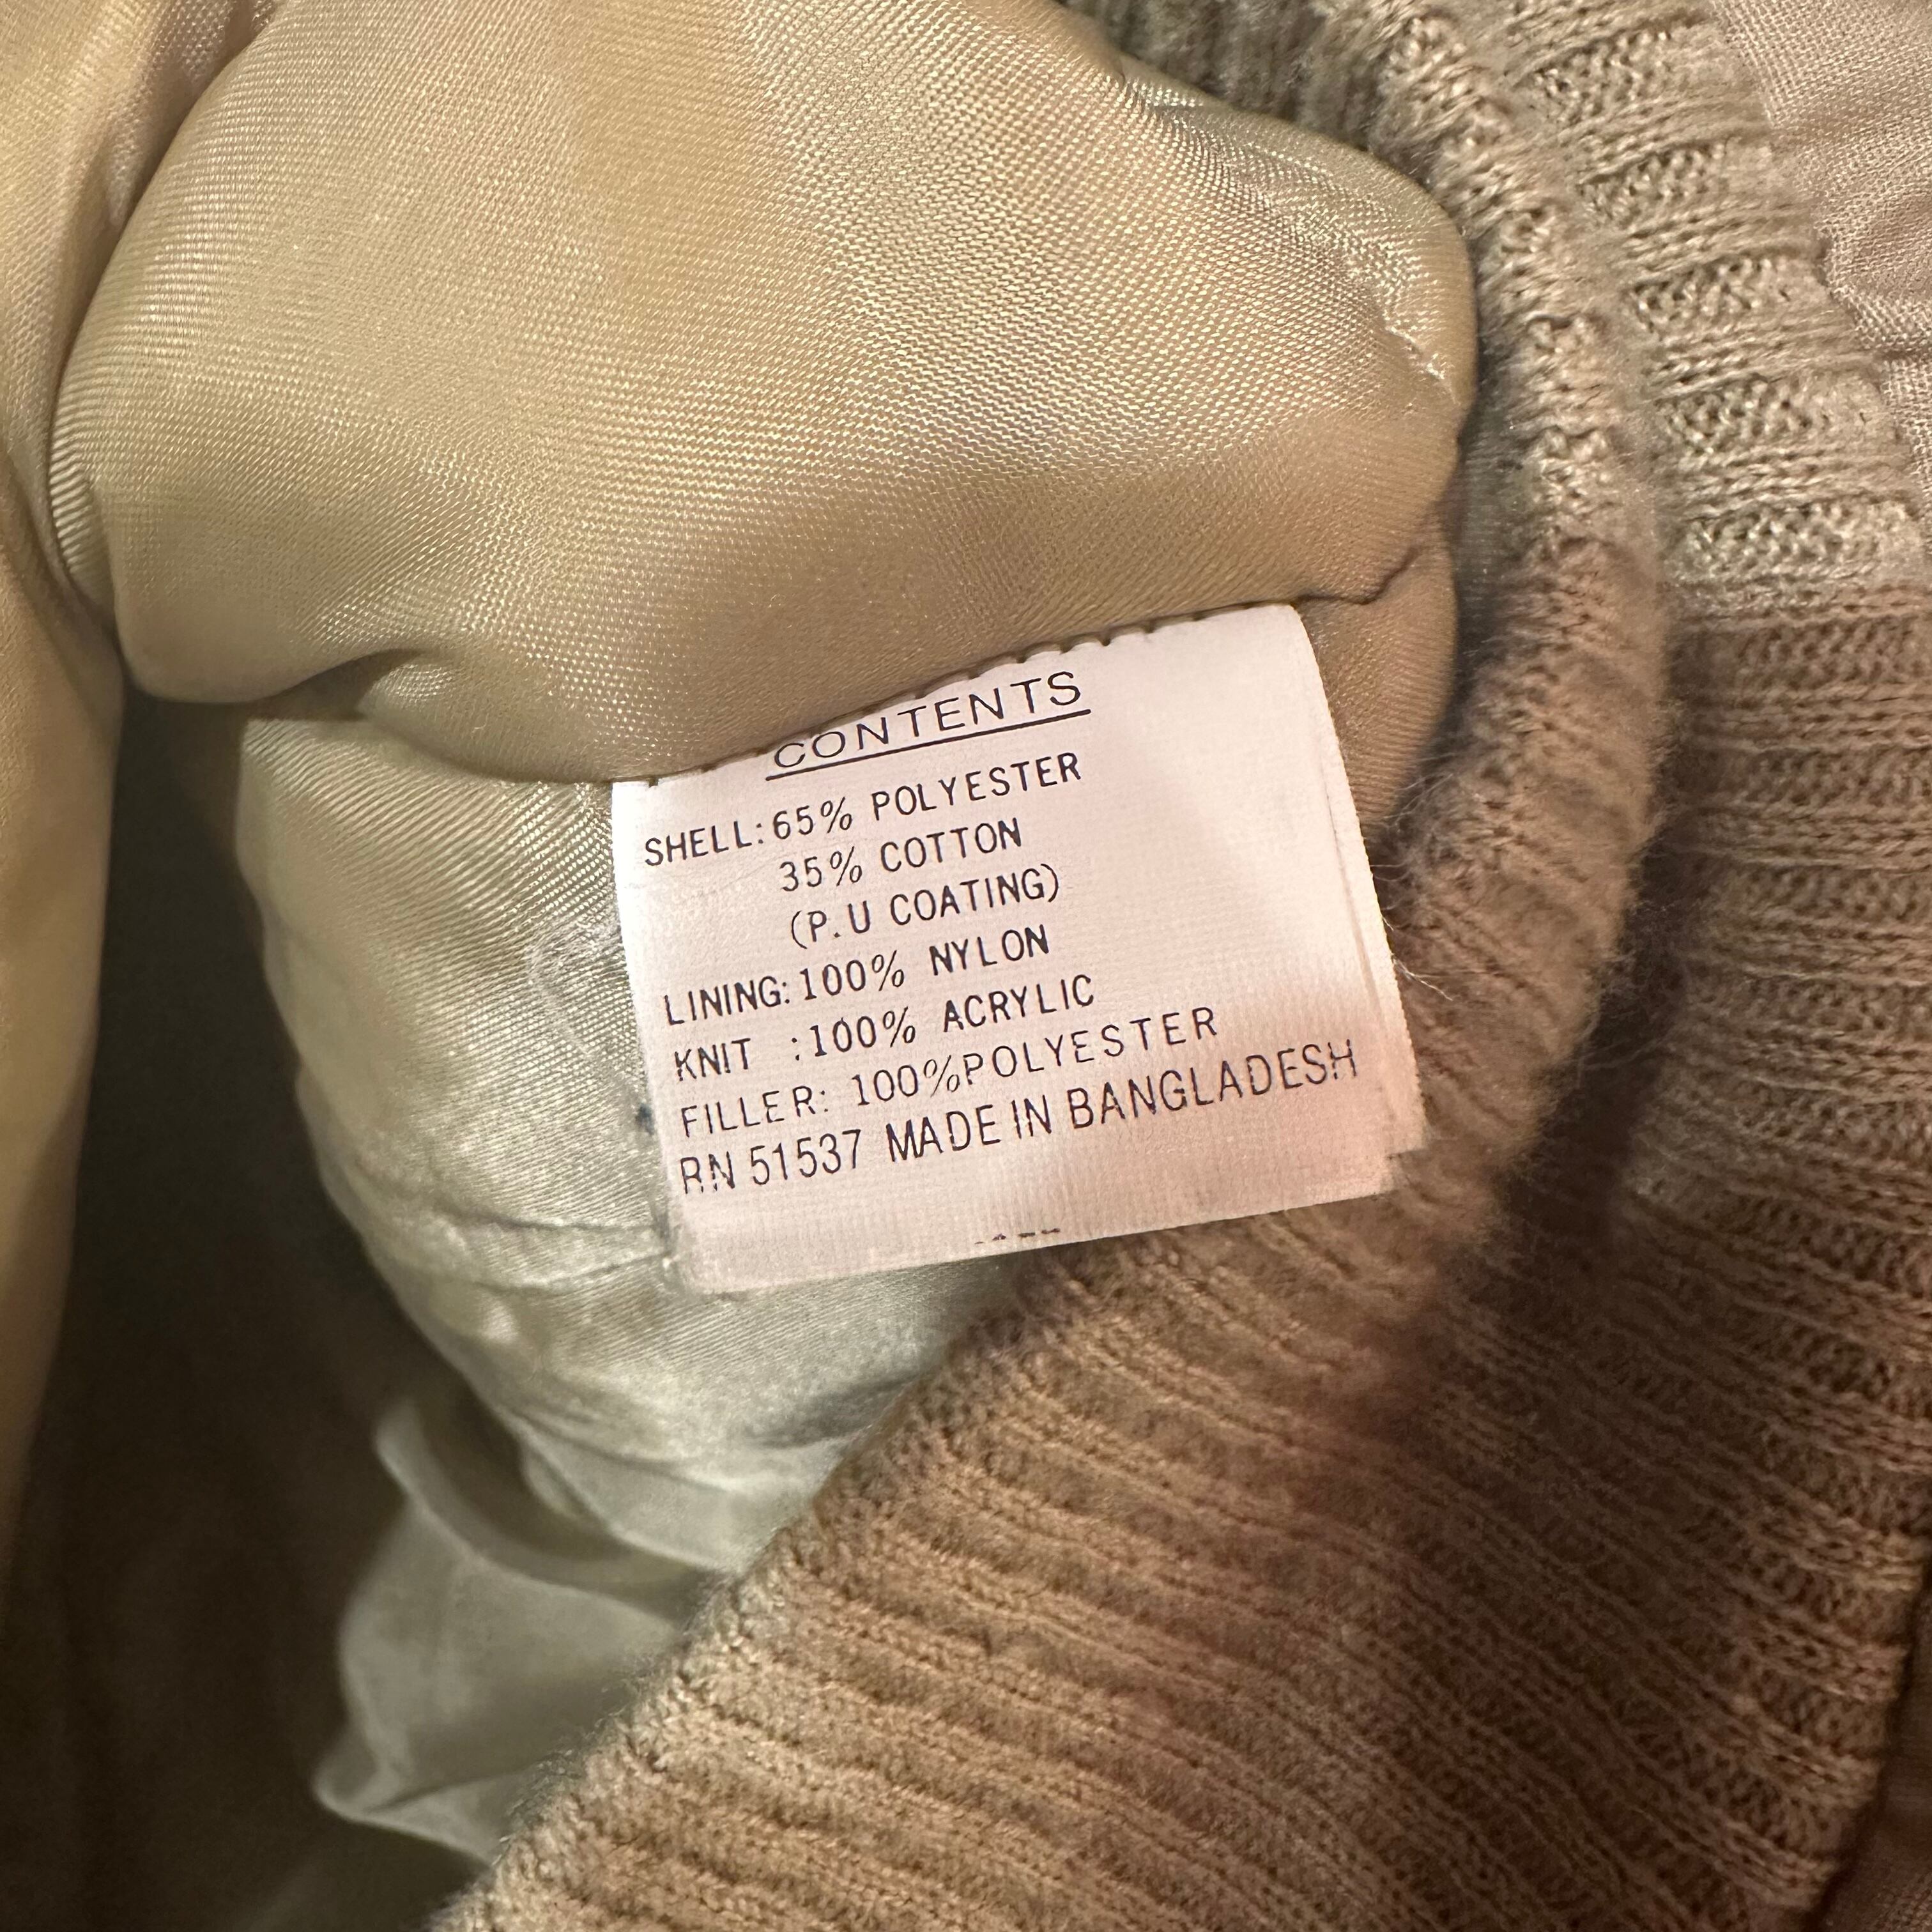 CONTENTS
SHELL: 65% POLYESTER
35% COTTON
(P.U COATING)
LINING: 100% NYLON
KNIT : 100% ACRYLIC
FILLER: 100%POLYESTER
RN 51537 MADE IN BANGLADESH